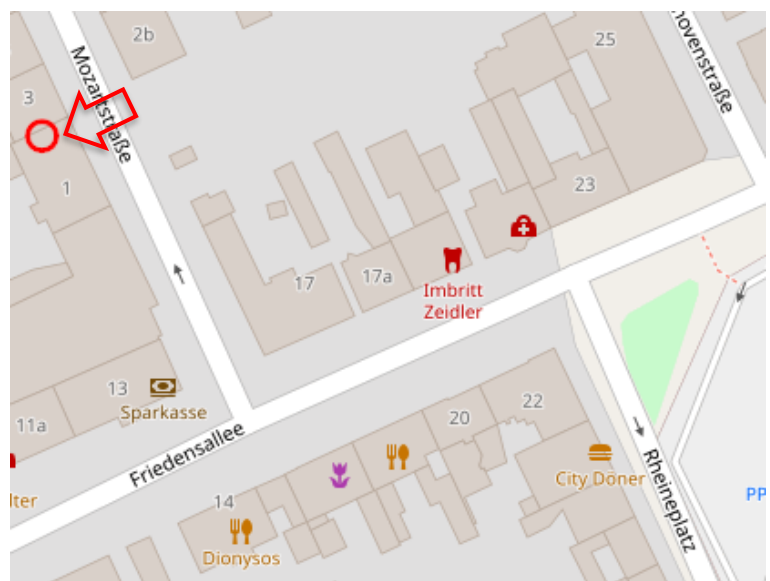 2b
25
hovenstraße
Mozartstraße
3
1
23
17
17a
Imbritt
Zeidler
13
Sparkasse
11a
Friedensallee
20
22
City Döner
Rheineplatz
PP
lter
14
Dionysos